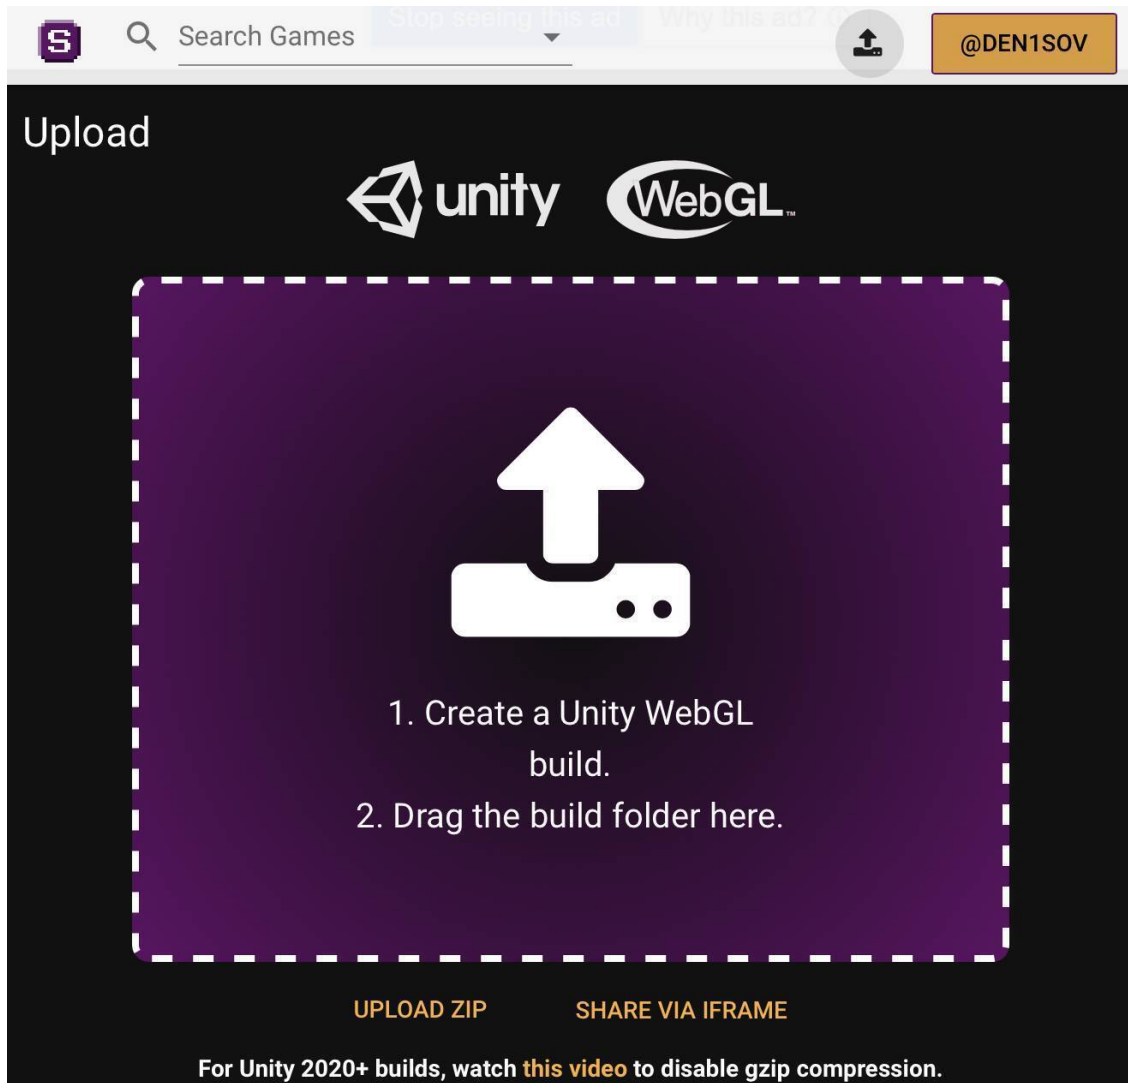 S
Search Games
Stop seeing this ad
Why this ad?
@DEN1SOV
Upload
unity
WebGL™
1. Create a Unity WebGL
build.
2. Drag the build folder here.
UPLOAD ZIP
SHARE VIA IFRAME
For Unity 2020+ builds, watch this video to disable gzip compression.